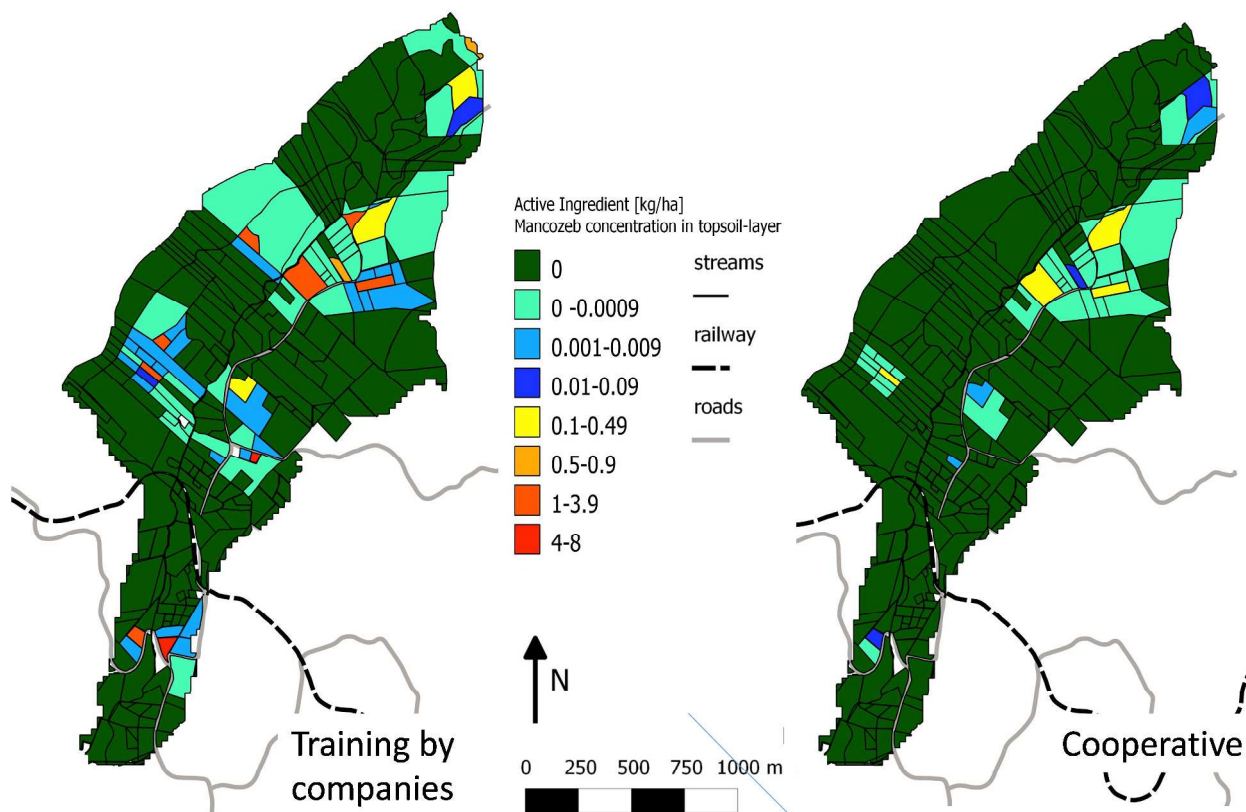 Active Ingredient [kg/ha]
Mancozeb concentration in topsoil-layer
0
0 -0.0009
0.001-0.009
0.01-0.09
0.1-0.49
0.5-0.9
1-3.9
4-8
streams
railway
roads
N
0 250 500 750 1000 m
Training by
companies
Cooperative